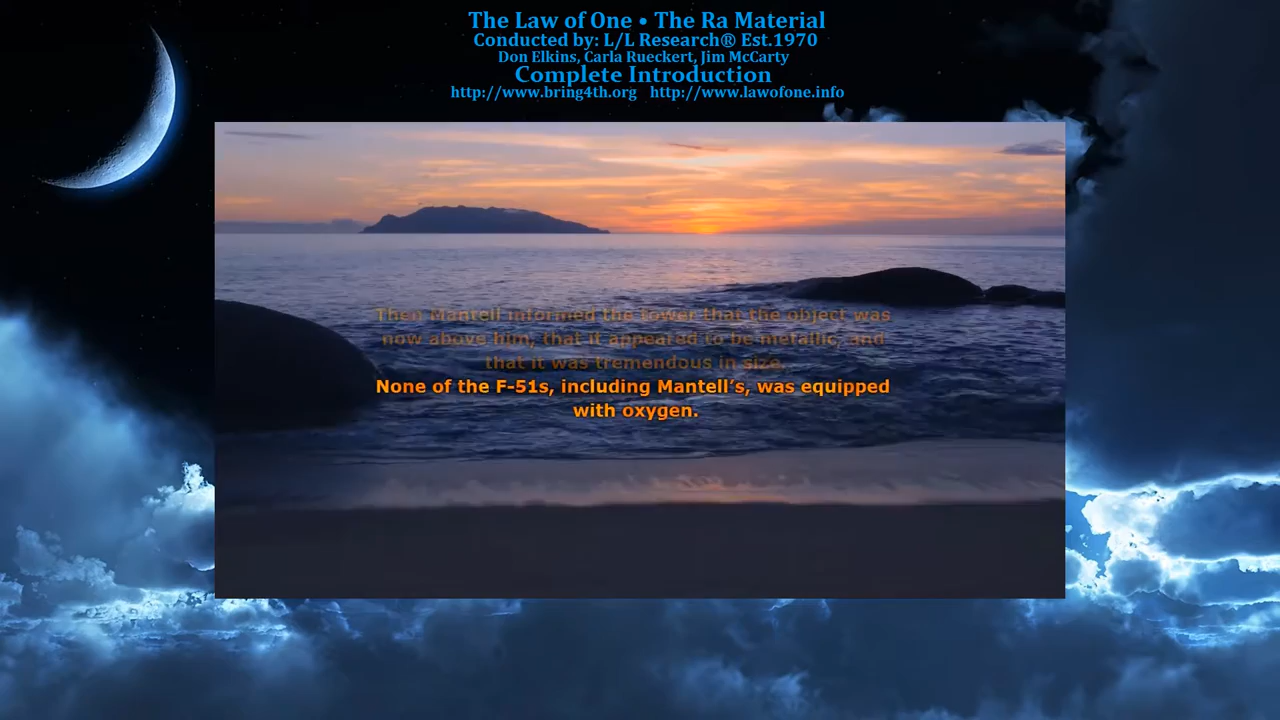 The Law of One • The Ra Material
Conducted by: L/L Research® Est.1970
Don Elkins, Carla Rueckert, Jim McCarty
Complete Introduction
http://www.bring4th.org http://www.lawofone.info
Then Mantell informed the tower that the object was
now above him, that it appeared to be metallic, and
that it was tremendous in size.
None of the F-51s, including Mantell’s, was equipped
with oxygen.